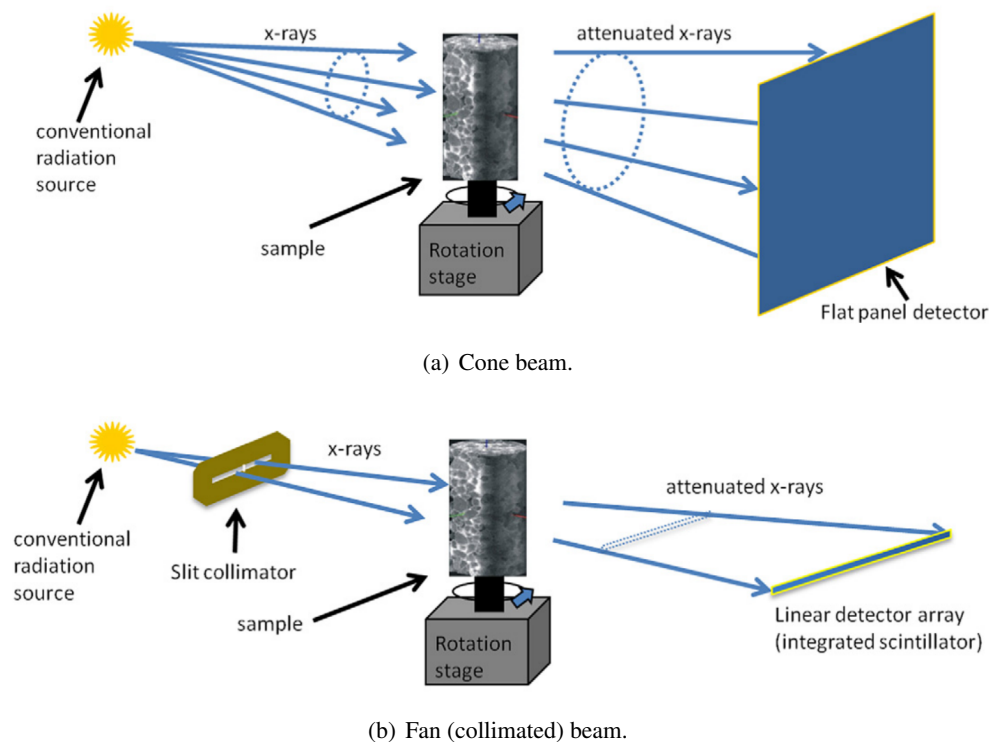 x-rays
attenuated x-rays
conventional
radiation
source
sample
Rotation
stage
Flat panel detector
(a) Cone beam.
x-rays
attenuated x-rays
conventional
radiation
source
Slit collimator
sample
Rotation
stage
Linear detector array
(integrated scintillator)
(b) Fan (collimated) beam.